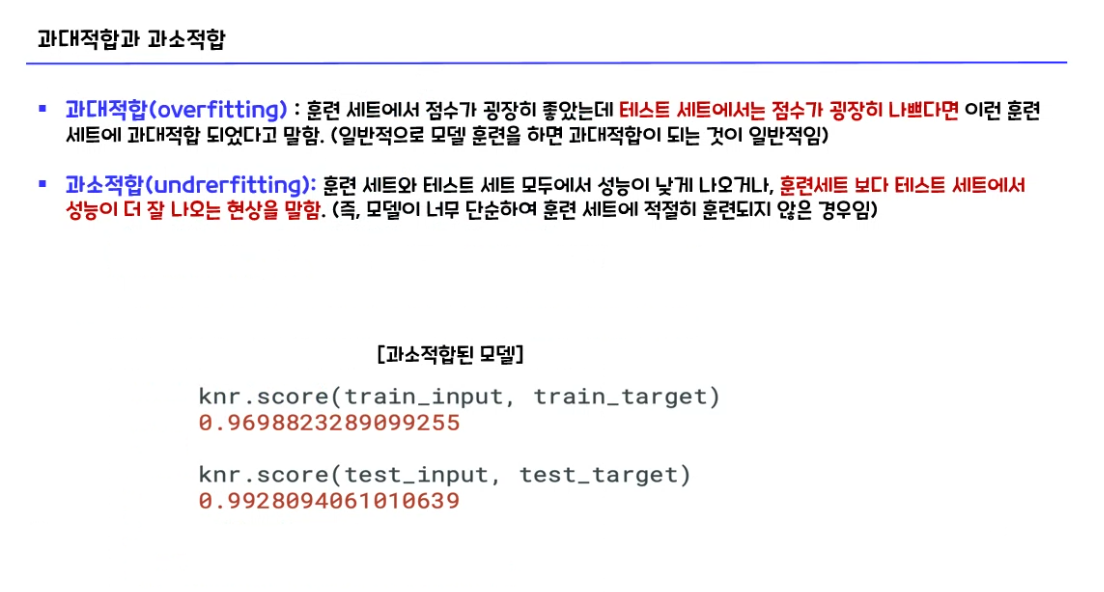 과대적합과 과소적합
▪ 과대적합(overfitting) : 훈련 세트에서 점수가 굉장히 좋았는데 테스트 세트에서는 점수가 굉장히 나쁘다면 이런 훈련
세트에 과대적합 되었다고 말함. (일반적으로 모델 훈련을 하면 과대적합이 되는 것이 일반적임)
▪ 과소적합(undrerfitting): 훈련 세트와 테스트 세트 모두에서 성능이 낮게 나오거나, 훈련세트 보다 테스트 세트에서
성능이 더 잘 나오는 현상을 말함. (즉, 모델이 너무 단순하여 훈련 세트에 적절히 훈련되지 않은 경우임)
[과소적합된 모델]
knr.score(train_input, train_target)
0.9698823289099255
knr.score(test_input, test_target)
0.9928094061010639